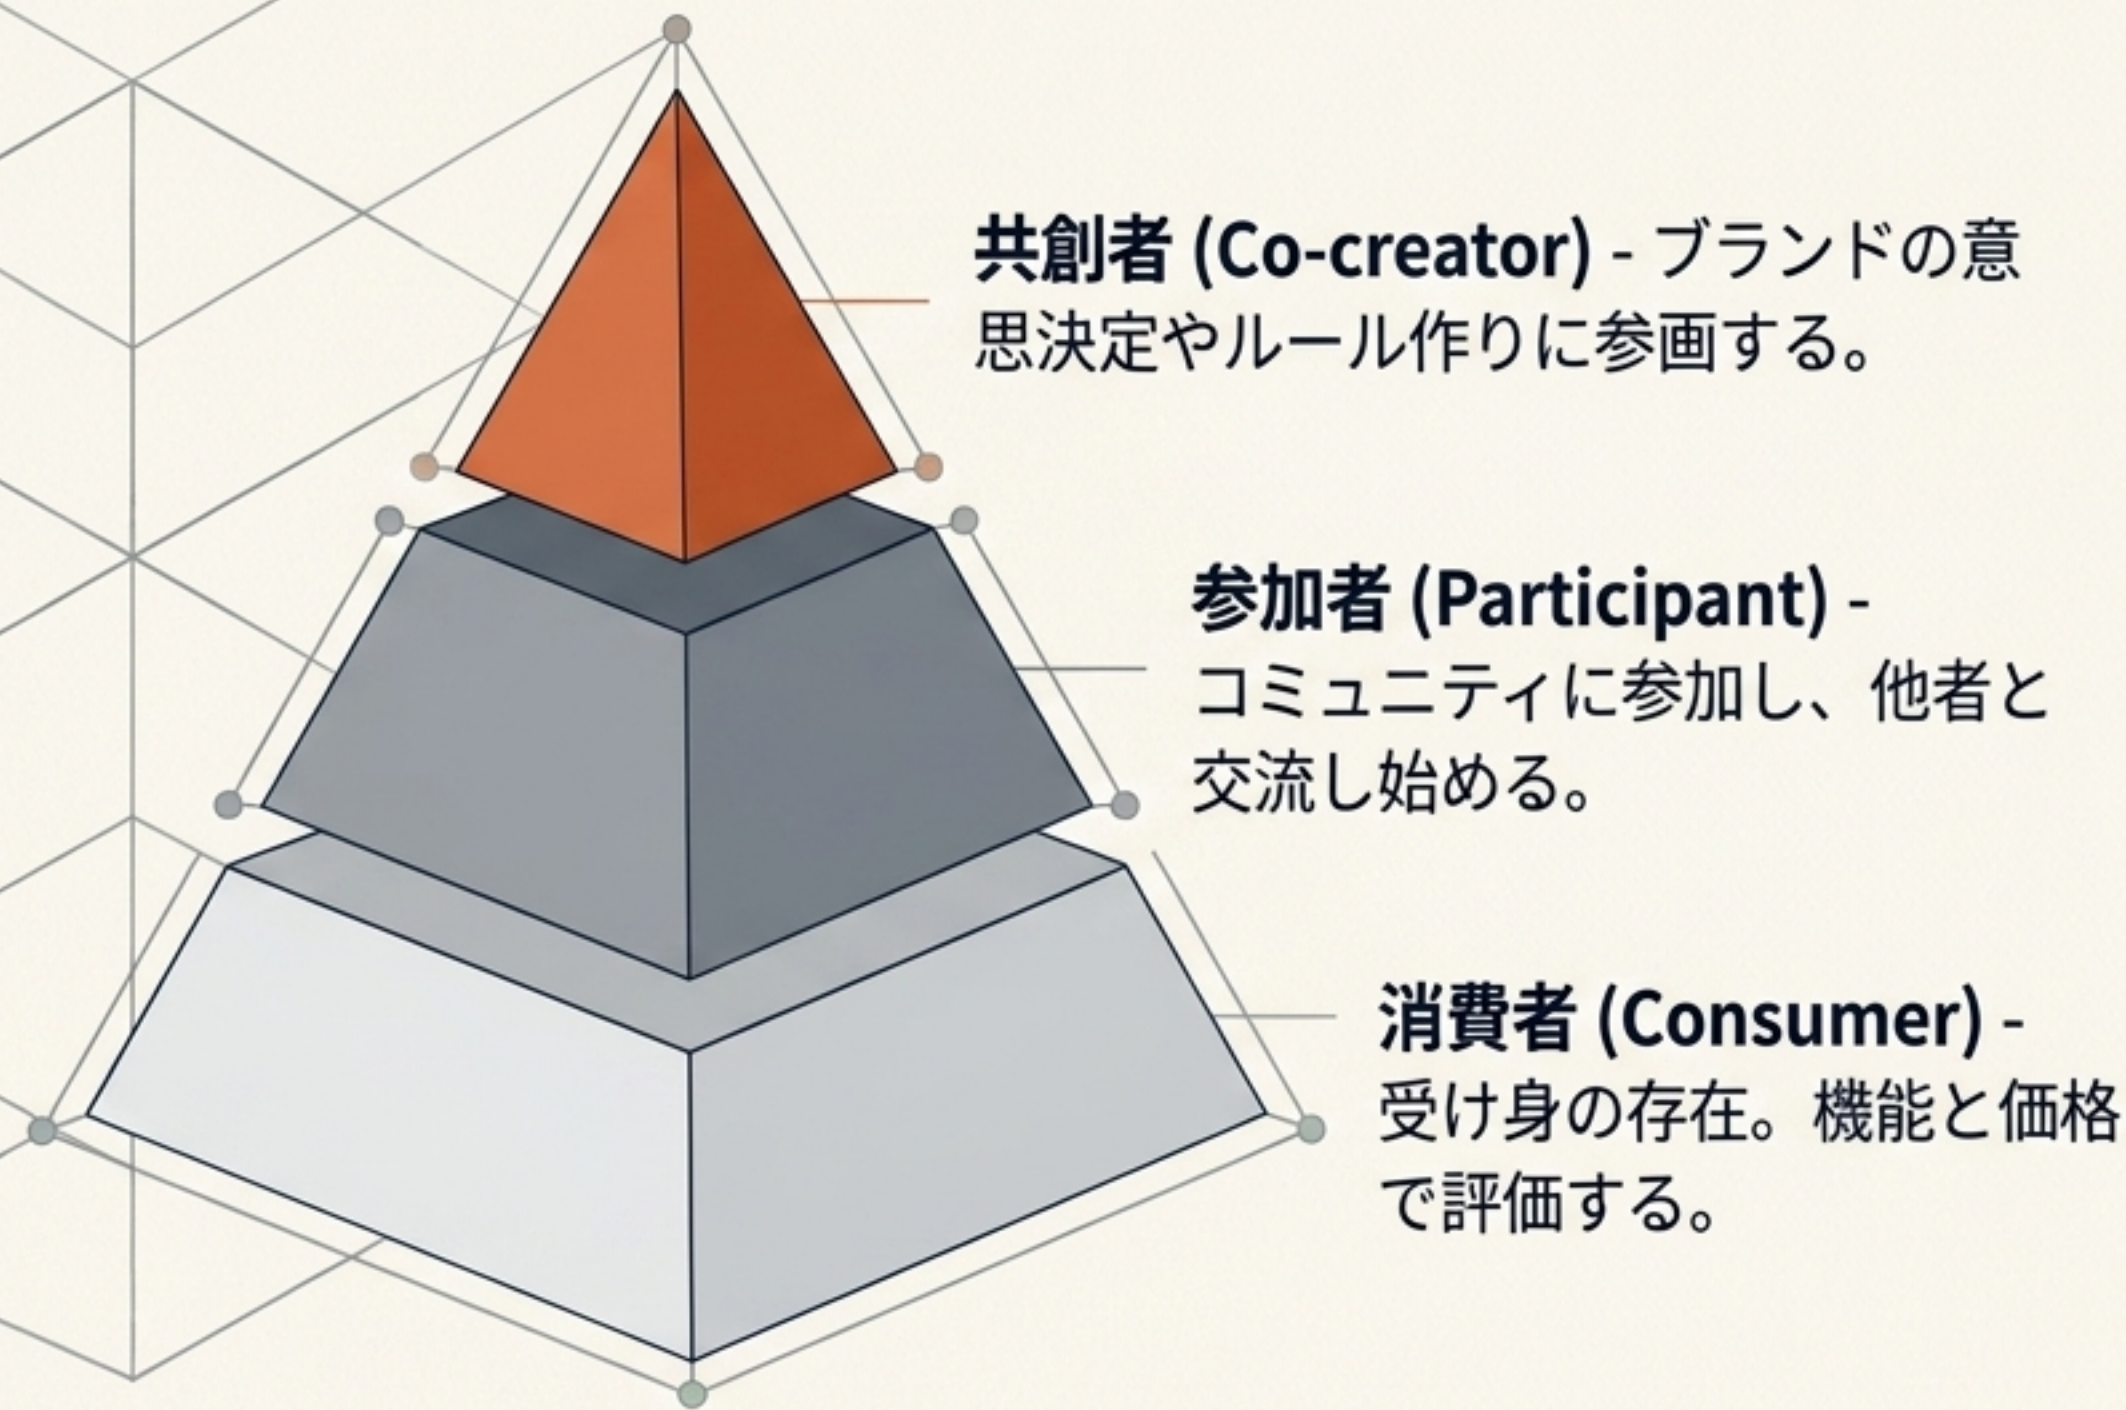 共創者 (Co-creator) - ブランドの意
思決定やルール作りに参画する。
参加者 (Participant) -
コミュニティに参加し、他者と
交流し始める。
消費者 (Consumer) -
受け身の存在。機能と価格
で評価する。